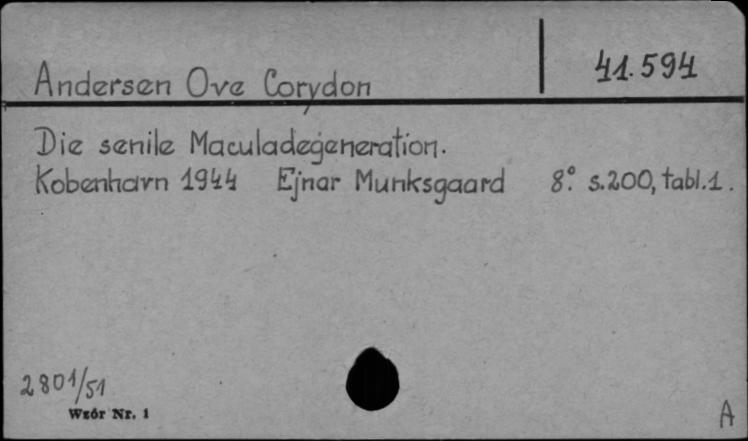 Andersen Ove Corydon 41.594
Die senile Maculadegeneration.
Kobenhavn 1944 Ejnar Munksgaard 8° s.200, tabl.1.
2801/51
Wzór Nr. 1
A